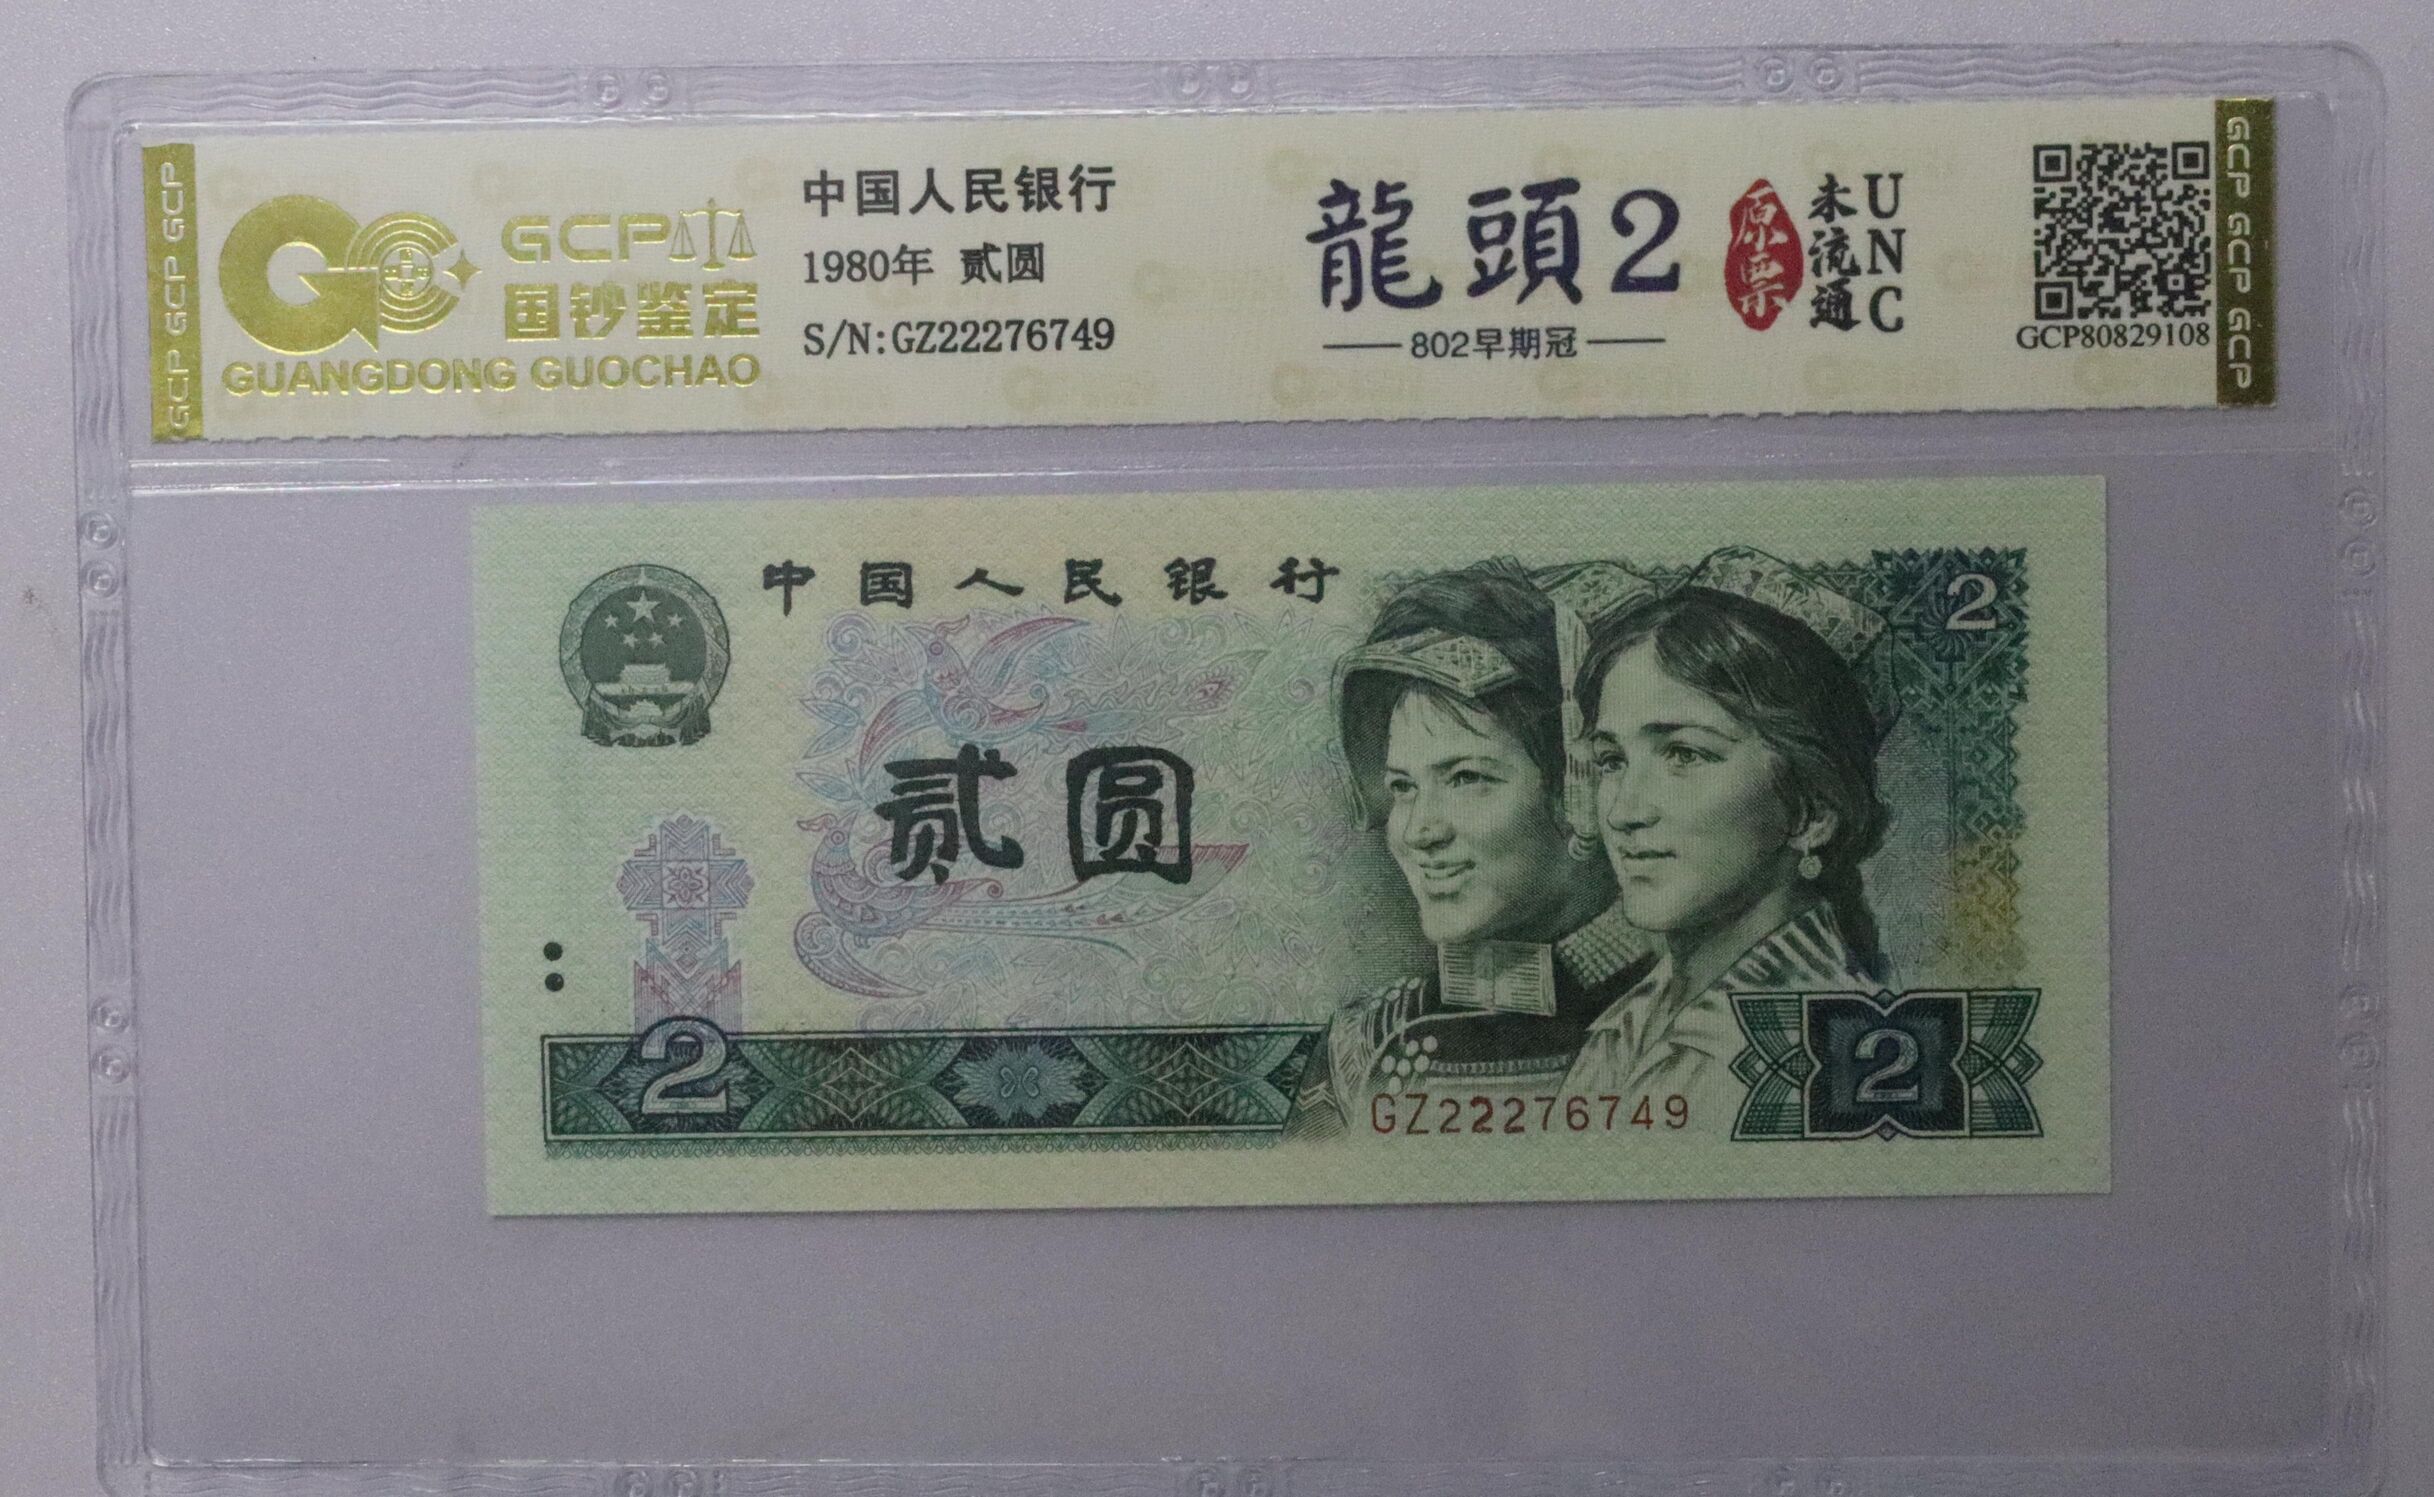 GCP GCP GCP
GCP
国钞鉴定
GUANGDONG GUOCHAO
中国人民银行
1980年 贰圆
S/N:GZ22276749
龍頭2
802早期冠
原票
未流通
UNC
GCP80829108
GCP GCP GCP
中国人民银行
2
贰圆
2
GZ22276749
2